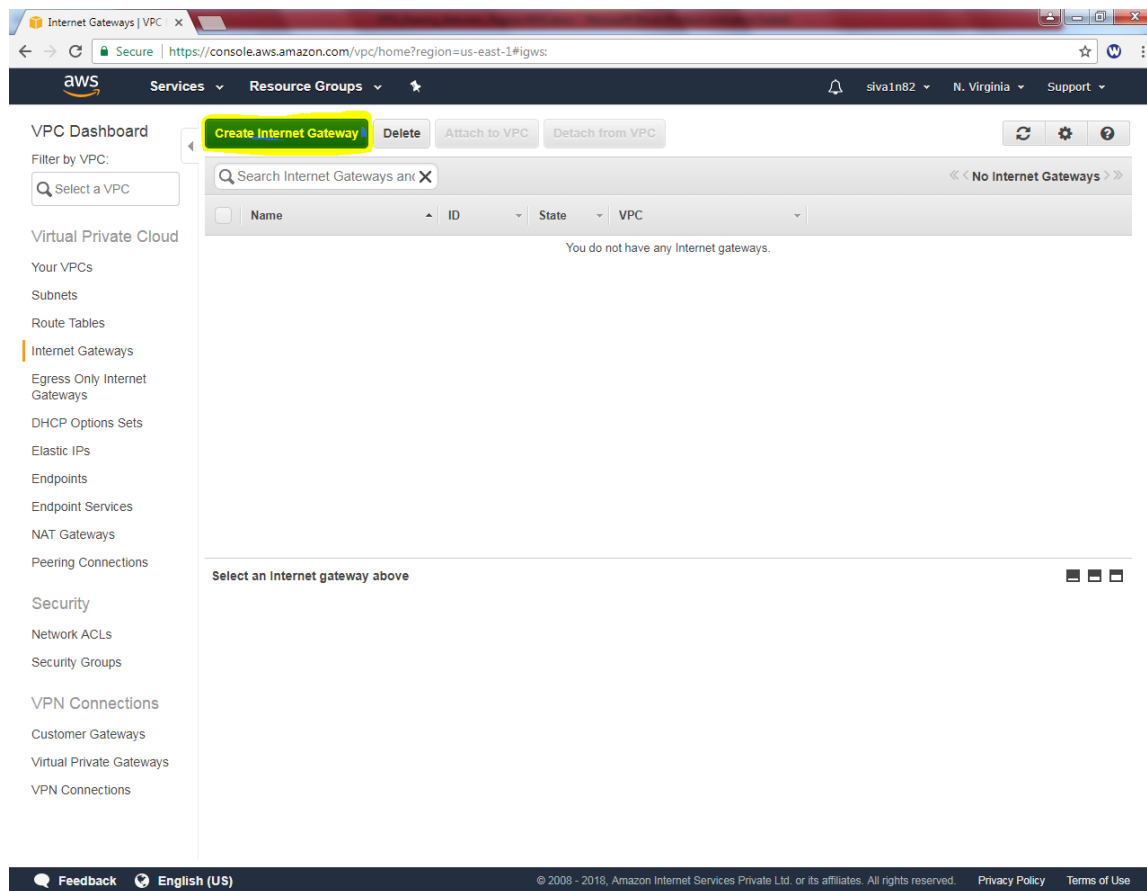 Internet Gateways | VPC
Secure | https://console.aws.amazon.com/vpc/home?region=us-east-1#igws:
aws Services Resource Groups siva1n82 N. Virginia Support
VPC Dashboard
Filter by VPC:
Select a VPC
Virtual Private Cloud
Your VPCs
Subnets
Route Tables
Internet Gateways
Egress Only Internet
Gateways
DHCP Options Sets
Elastic IPs
Endpoints
Endpoint Services
NAT Gateways
Peering Connections
Security
Network ACLs
Security Groups
VPN Connections
Customer Gateways
Virtual Private Gateways
VPN Connections
Create Internet Gateway Delete Attach to VPC Detach from VPC
Search Internet Gateways and X
No Internet Gateways
Name ID State VPC
You do not have any Internet gateways.
Select an Internet gateway above
Feedback English (US) © 2008 - 2018, Amazon Internet Services Private Ltd. or its affiliates. All rights reserved. Privacy Policy Terms of Use